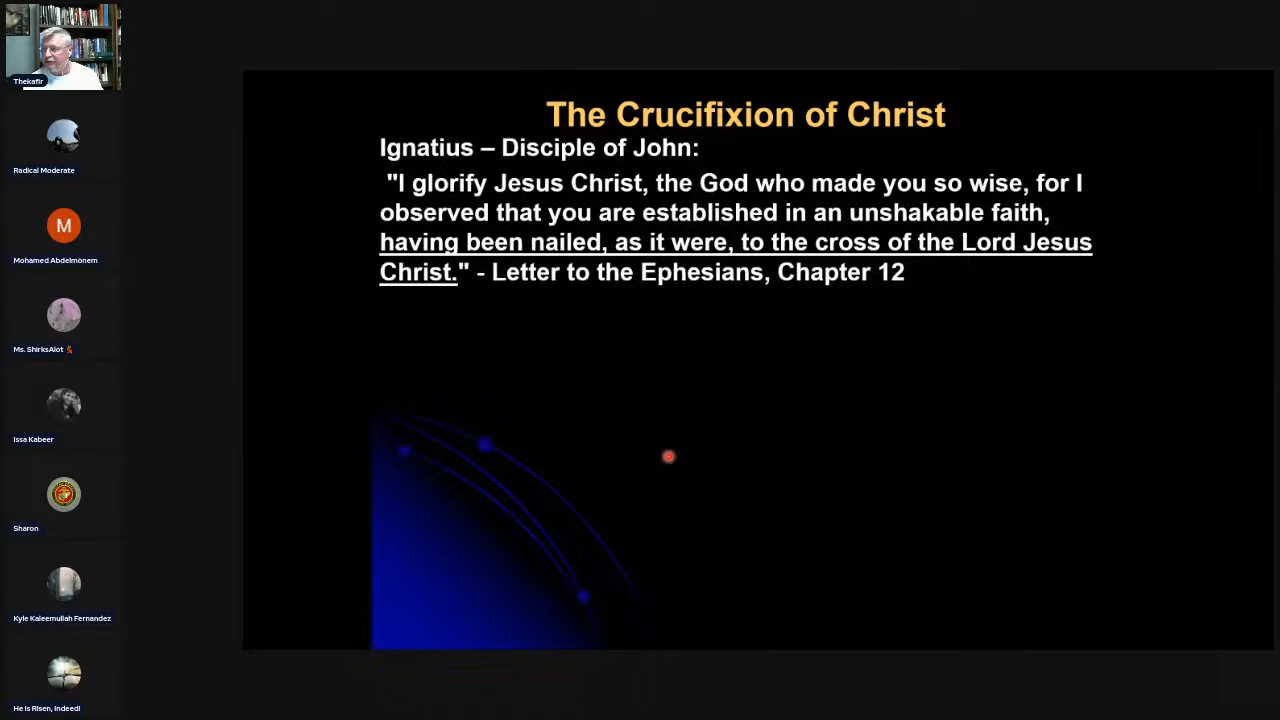 Thekafir
Radical Moderate
M
Mohamed Abdelmonem
Ms. ShirksAlot 💃
Issa Kabeer
Sharon
Kyle Kaleemullah Fernandez
He is Risen, Indeed!
The Crucifixion of Christ
Ignatius – Disciple of John:
"I glorify Jesus Christ, the God who made you so wise, for I
observed that you are established in an unshakable faith,
having been nailed, as it were, to the cross of the Lord Jesus
Christ." - Letter to the Ephesians, Chapter 12